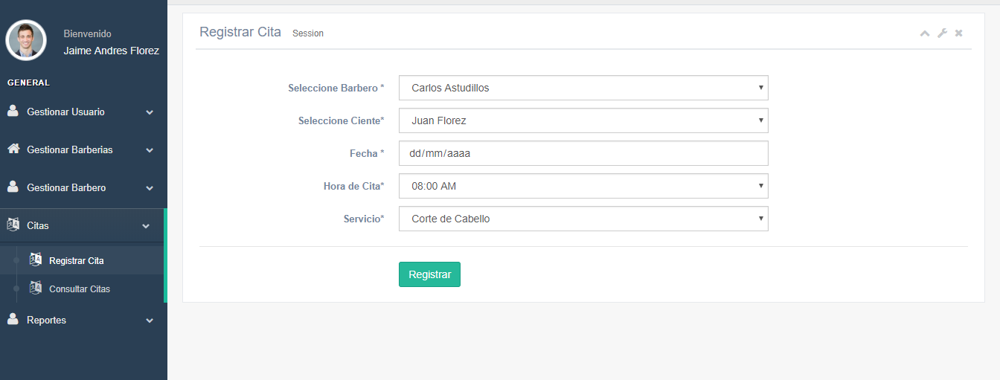 Bienvenido
Jaime Andres Florez
GENERAL
Gestionar Usuario
Gestionar Barberias
Gestionar Barbero
Citas
Registrar Cita
Consultar Citas
Reportes
Registrar Cita Session
Seleccione Barbero * Carlos Astudillos
Seleccione Ciente* Juan Florez
Fecha * dd/mm/aaaa
Hora de Cita* 08:00 AM
Servicio* Corte de Cabello
Registrar